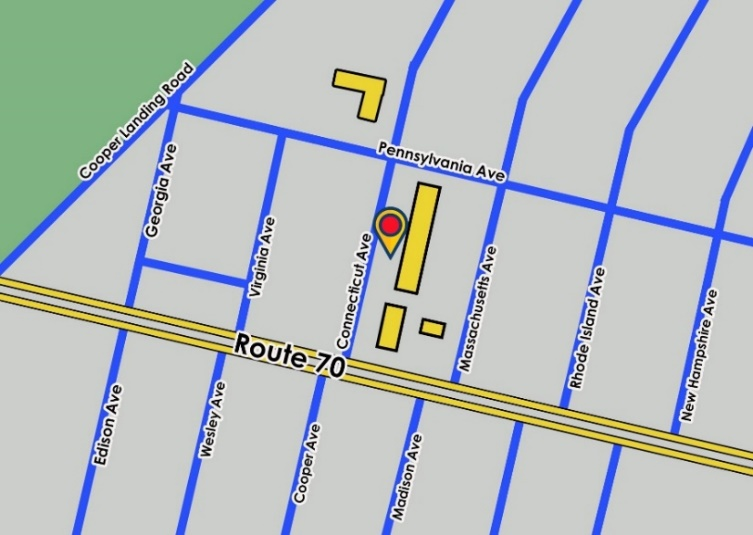 Cooper Landing Road
Pennsylvania Ave
Georgia Ave
Virginia Ave
Connecticut Ave
Massachusetts Ave
Rhode Island Ave
New Hampshire Ave
Route 70
Edison Ave
Wesley Ave
Cooper Ave
Madison Ave